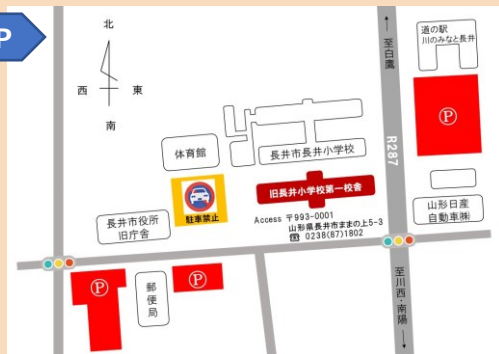 P
北
西 東
南
↑
至白鷹
道の駅
川のみなと長井
Ⓟ
R287
体育館
長井市長井小学校
駐車禁止
旧長井小学校第一校舎
Access 〒993-0001
山形県長井市ままの上5-3
☎ 0238(87)1802
長井市役所
旧庁舎
山形日産
自動車㈱
Ⓟ
郵便局
Ⓟ
至川西・南陽
↓